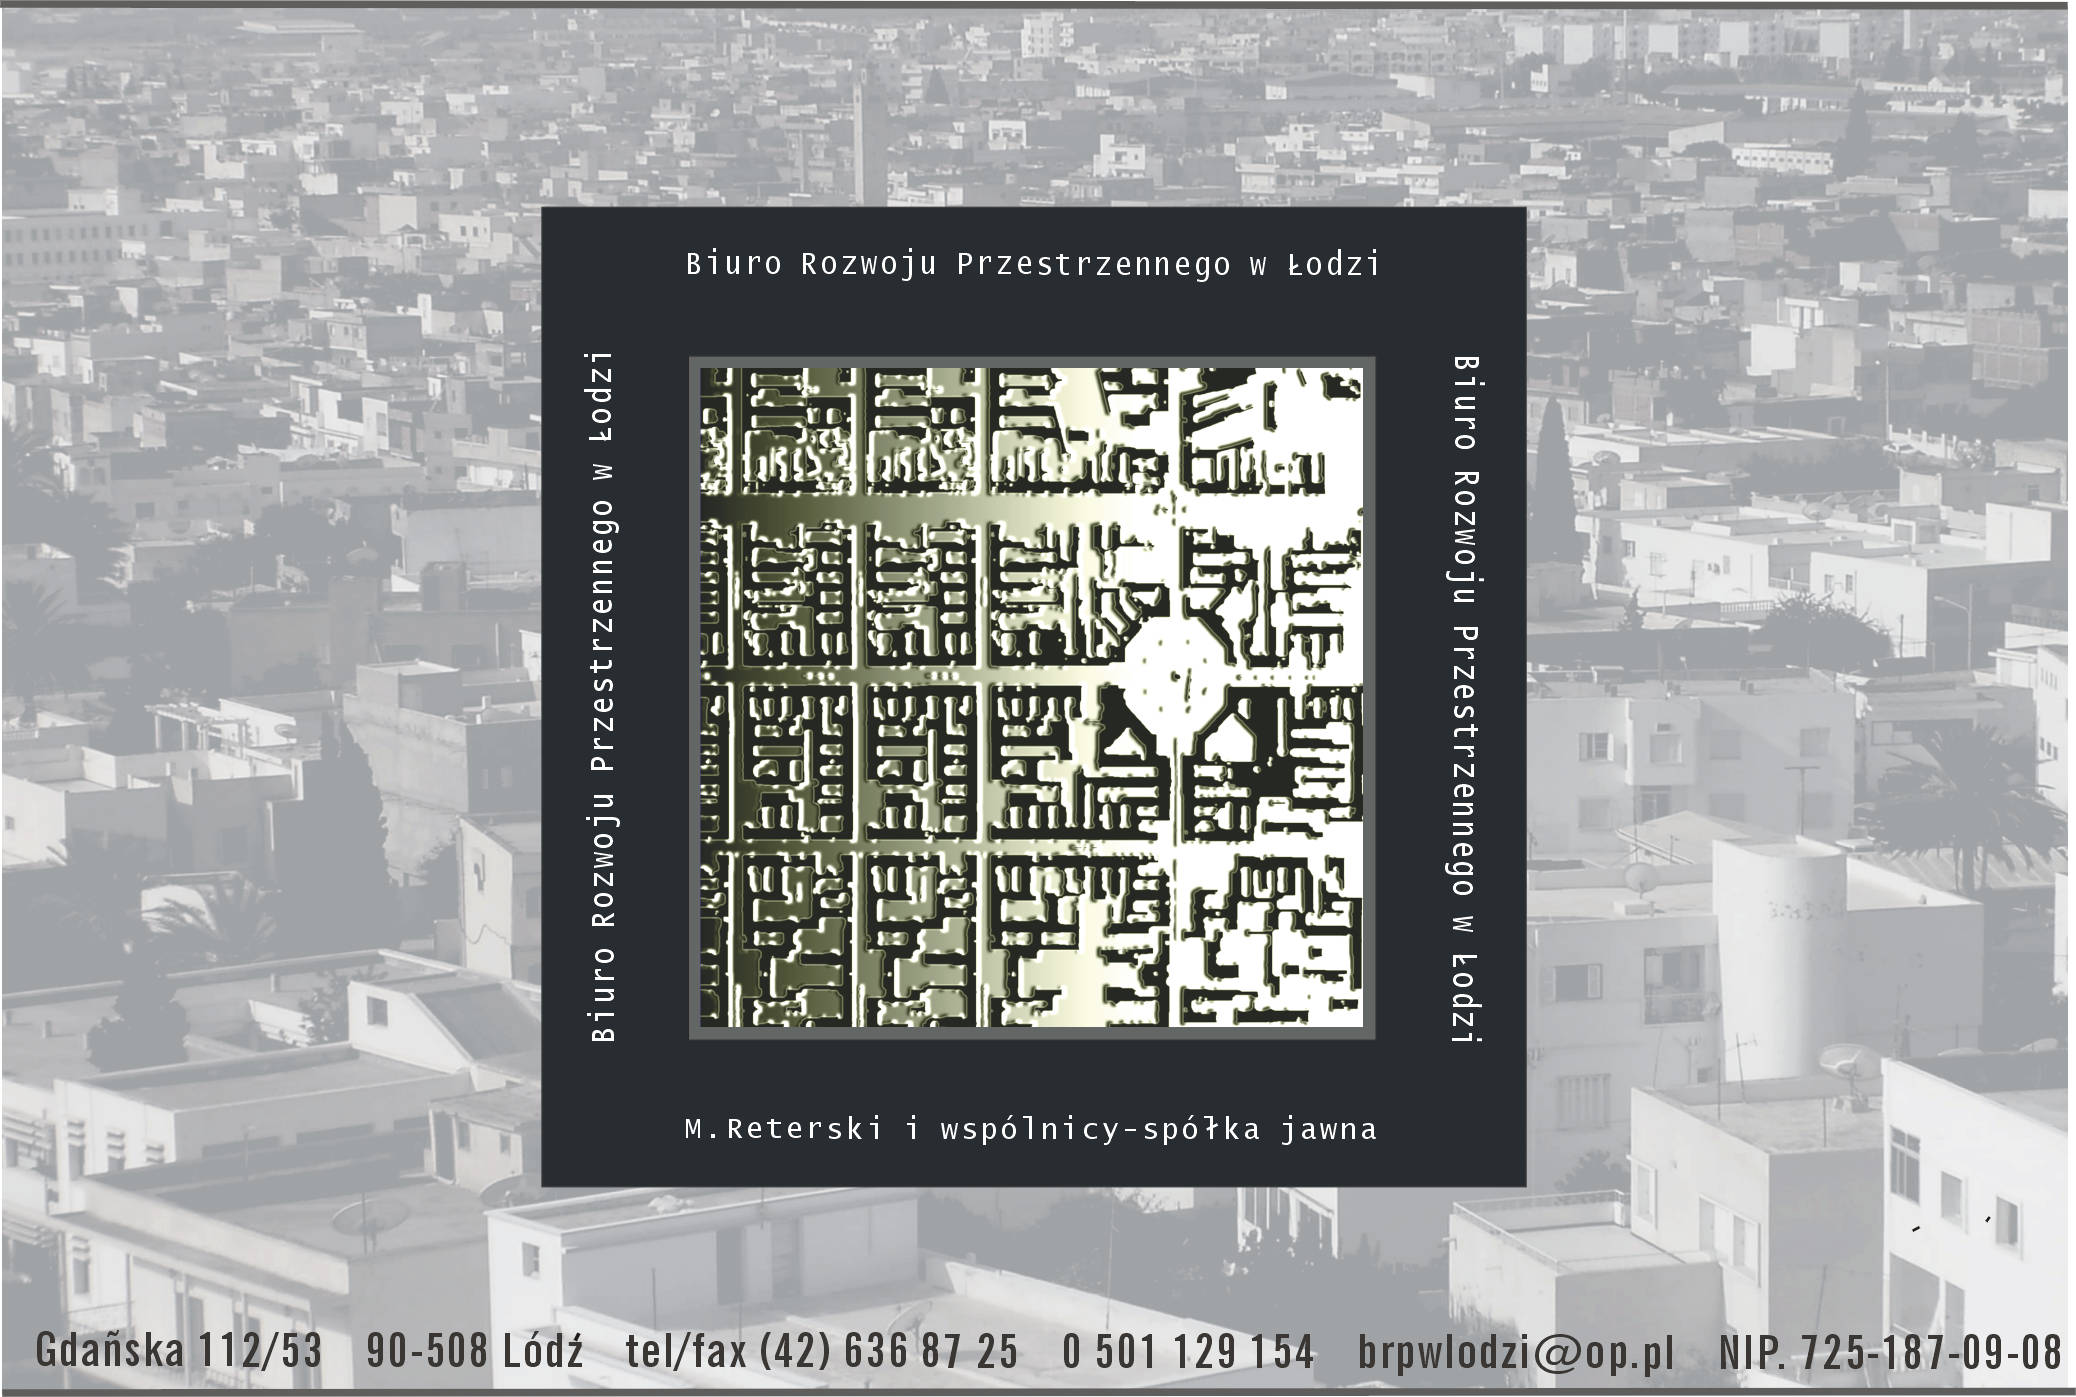 Biuro Rozwoju Przestrzennego w Łodzi
Biuro Rozwoju Przestrzennego w Łodzi
Biuro Rozwoju Przestrzennego w Łodzi
M.Reterski i wspólnicy-spółka jawna
Gdañska 112/53 90-508 Lódź tel/fax (42) 636 87 25 0 501 129 154 brpwlodzi@op.pl NIP. 725-187-09-08